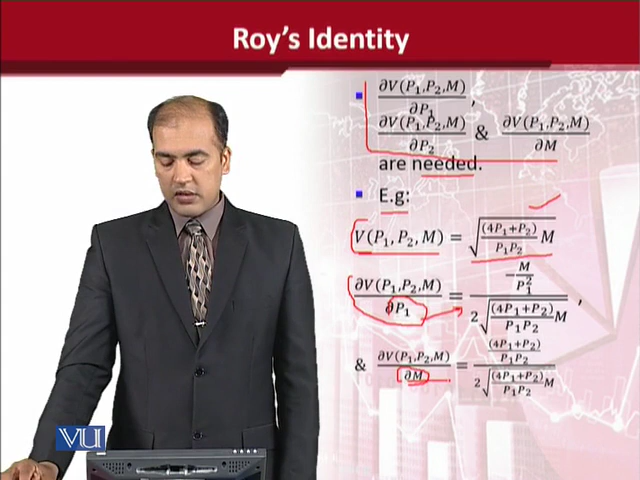 Roy's Identity
∂V(P₁,P₂,M)/∂P₁,
∂V(P₁,P₂,M)/∂P₂ & ∂V(P₁,P₂,M)/∂M
are needed.
E.g:
V(P₁, P₂, M) = √((4P₁+P₂)/(P₁P₂) M)
∂V(P₁,P₂,M)/∂P₁ = (−M/P₁²)/(2√((4P₁+P₂)/(P₁P₂) M)),
& ∂V(P₁,P₂,M)/∂M = ((4P₁+P₂)/(P₁P₂))/(2√((4P₁+P₂)/(P₁P₂) M))
VU